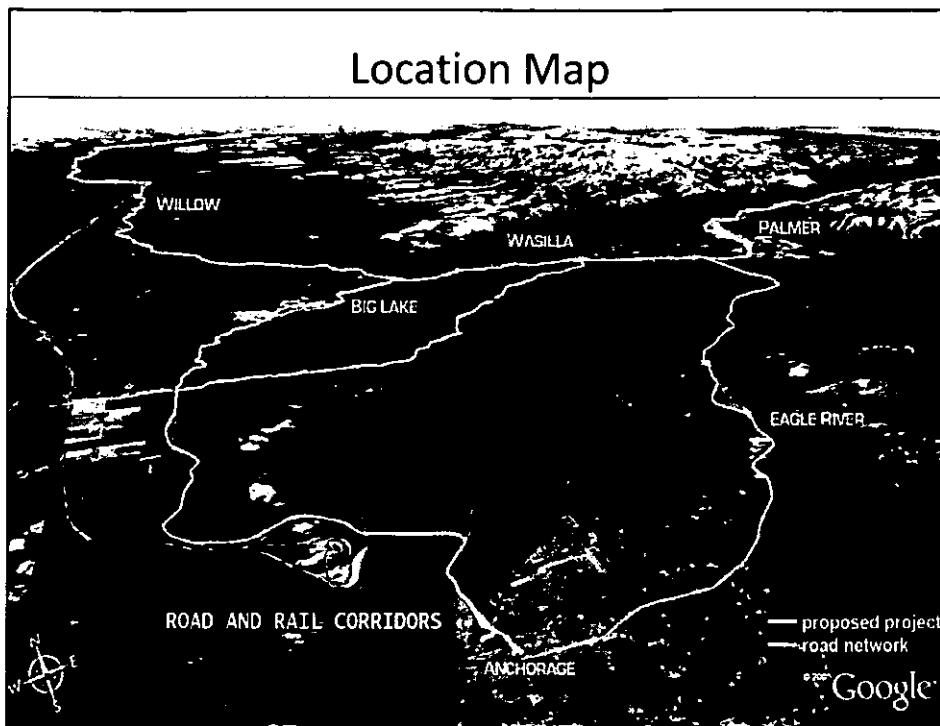 Location Map
WILLOW
PALMER
WASILLA
BIG LAKE
EAGLE RIVER
ROAD AND RAIL CORRIDORS
proposed project
road network
ANCHORAGE
N
E
W
S
Google